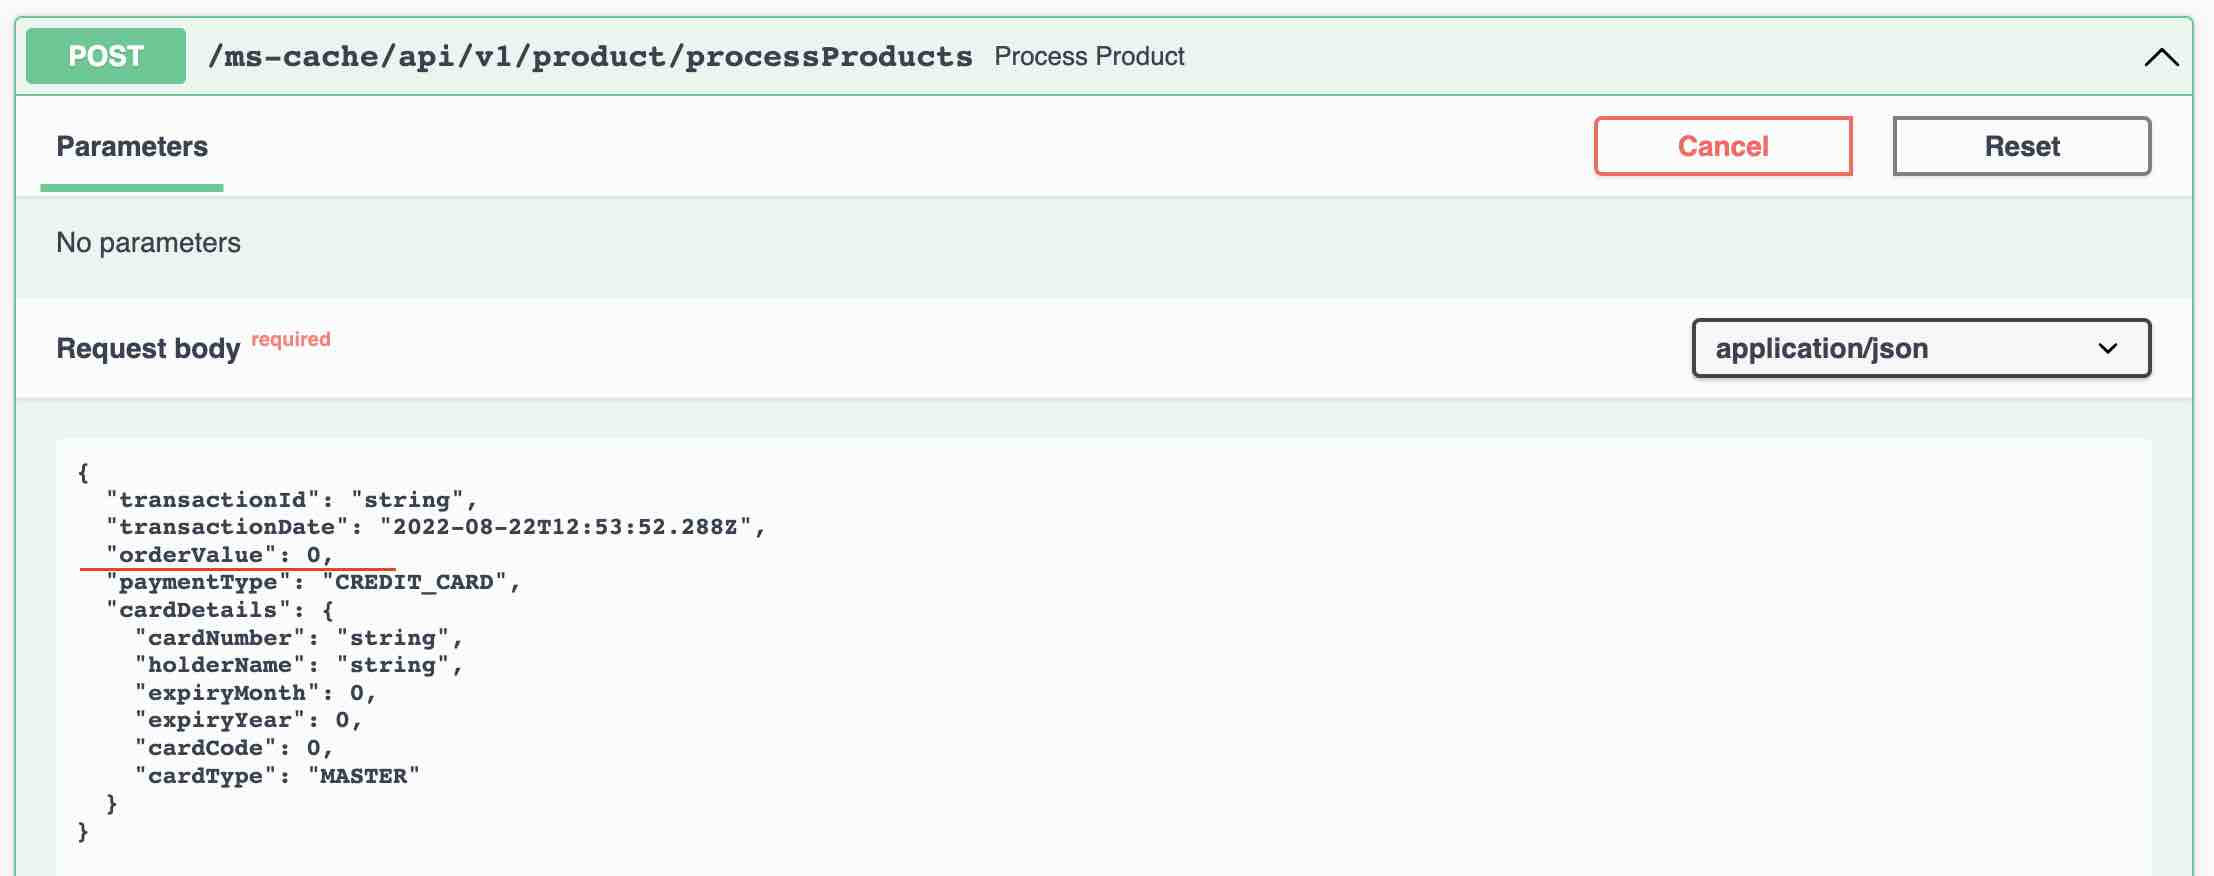 POST /ms-cache/api/v1/product/processProducts Process Product
Parameters Cancel Reset
No parameters
Request body required application/json
{
  "transactionId": "string",
  "transactionDate": "2022-08-22T12:53:52.288Z",
  "orderValue": 0,
  "paymentType": "CREDIT_CARD",
  "cardDetails": {
    "cardNumber": "string",
    "holderName": "string",
    "expiryMonth": 0,
    "expiryYear": 0,
    "cardCode": 0,
    "cardType": "MASTER"
  }
}